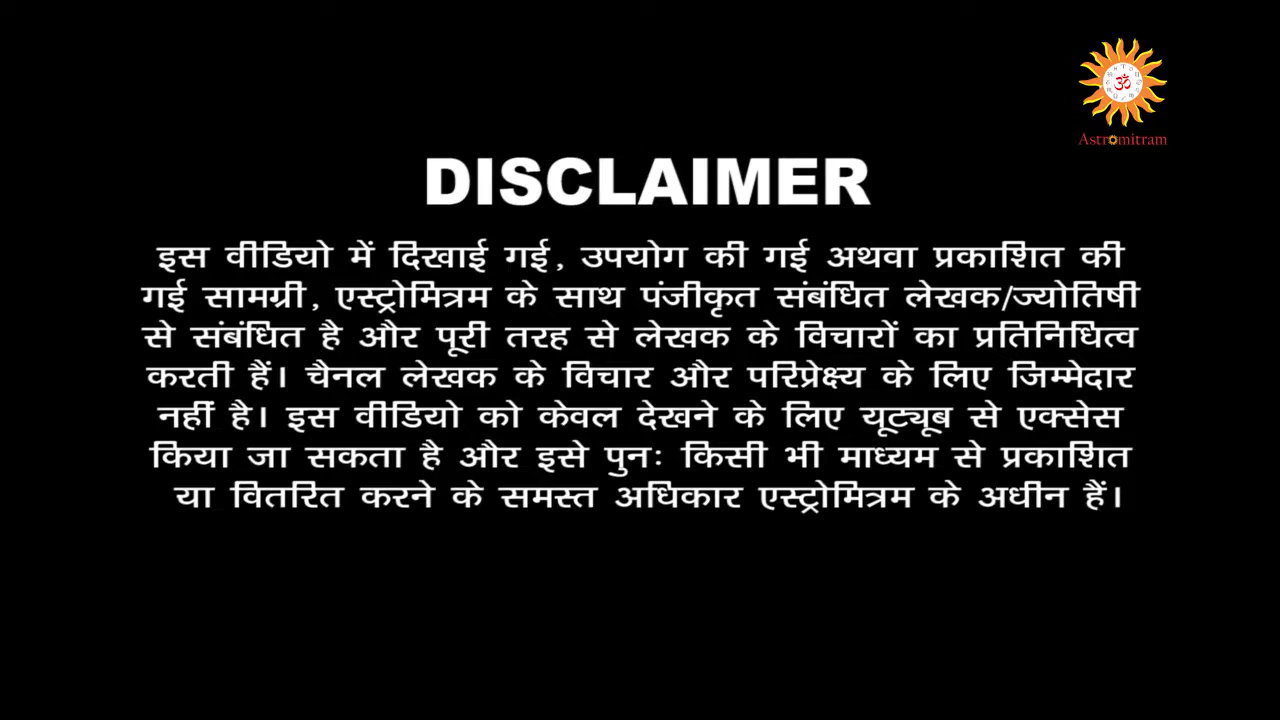 ॐ
Astromitram
DISCLAIMER
इस वीडियो में दिखाई गई, उपयोग की गई अथवा प्रकाशित की
गई सामग्री, एस्ट्रोमित्रम के साथ पंजीकृत संबंधित लेखक/ज्योतिषी
से संबंधित है और पूरी तरह से लेखक के विचारों का प्रतिनिधित्व
करती हैं। चैनल लेखक के विचार और परिप्रेक्ष्य के लिए जिम्मेदार
नहीं है। इस वीडियो को केवल देखने के लिए यूट्यूब से एक्सेस
किया जा सकता है और इसे पुनः किसी भी माध्यम से प्रकाशित
या वितरित करने के समस्त अधिकार एस्ट्रोमित्रम के अधीन हैं।